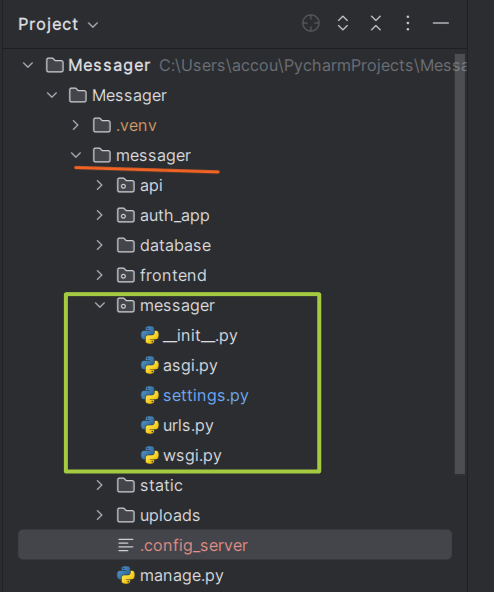 Project
Messager C:\Users\accou\PycharmProjects\Messa
Messager
.venv
messager
api
auth_app
database
frontend
messager
__init__.py
asgi.py
settings.py
urls.py
wsgi.py
static
uploads
.config_server
manage.py